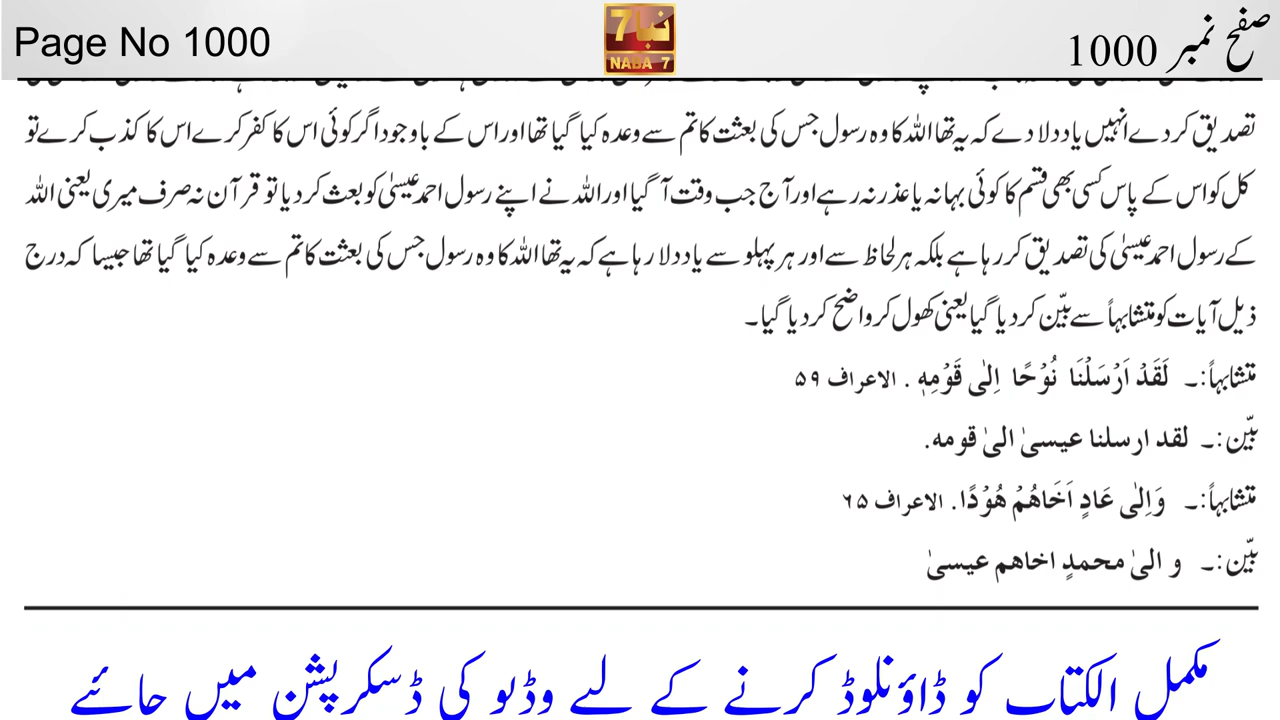 Page No 1000
نبا 7
NABA 7
صفحہ نمبر 1000
تصدیق کر دے انہیں یاد دلا دے کہ یہ تھا اللہ کا وہ رسول جس کی بعثت کا تم سے وعدہ کیا گیا تھا اور اس کے باوجود اگر کوئی اس کا کفر کرے اس کا کذب کرے تو
کل کو اس کے پاس کسی بھی قسم کا کوئی بہانہ یا عذر نہ رہے اور آج جب وقت آ گیا اور اللہ نے اپنے رسول احمد عیسیٰ کو بعث کر دیا تو قرآن نہ صرف میری یعنی اللہ
کے رسول احمد عیسیٰ کی تصدیق کر رہا ہے بلکہ ہر لحاظ سے اور ہر پہلو سے یاد دلا رہا ہے کہ یہ تھا اللہ کا وہ رسول جس کی بعثت کا تم سے وعدہ کیا گیا تھا جیسا کہ درج
ذیل آیات کو متشابہاً سے بیّن کر دیا گیا یعنی کھول کر واضح کر دیا گیا۔
متشابہاً:۔ لَقَدۡ اَرۡسَلۡنَا نُوۡحًا اِلٰی قَوۡمِهٖ . الاعراف ۵۹
بیّن:۔ لقد ارسلنا عیسیٰ الیٰ قومه.
متشابہاً:۔ وَاِلٰی عَادٍ اَخَاهُمۡ هُوۡدًا. الاعراف ۶۵
بیّن:۔ و الیٰ محمدٍ اخاهم عیسیٰ
مکمل الکتاب کو ڈاؤنلوڈ کرنے کے لیے وڈیو کی ڈسکرپشن میں جائے